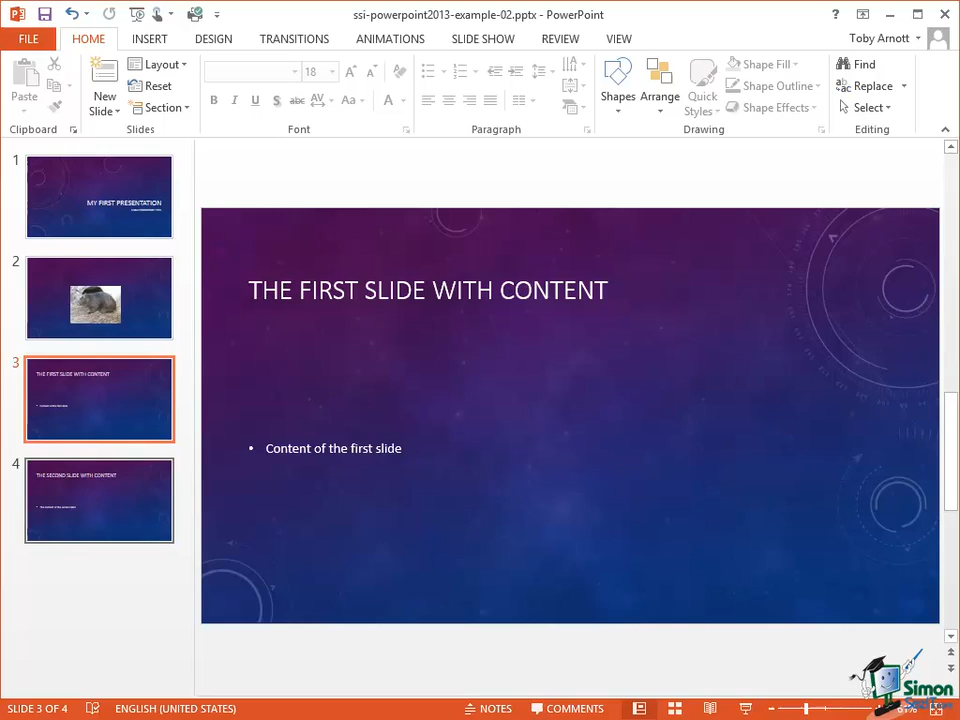 ssi-powerpoint2013-example-02.pptx - PowerPoint
FILE HOME INSERT DESIGN TRANSITIONS ANIMATIONS SLIDE SHOW REVIEW VIEW Toby Arnott
Paste
New
Slide
Layout
Reset
Section
18
B I U S abc AV Aa A
Shapes
Arrange
Quick
Styles
Shape Fill
Shape Outline
Shape Effects
Find
Replace
Select
Clipboard Slides Font Paragraph Drawing Editing
1
MY FIRST PRESENTATION
2
3
THE FIRST SLIDE WITH CONTENT
4
THE SECOND SLIDE WITH CONTENT
THE FIRST SLIDE WITH CONTENT
• Content of the first slide
Simon
SLIDE 3 OF 4 ENGLISH (UNITED STATES) NOTES COMMENTS